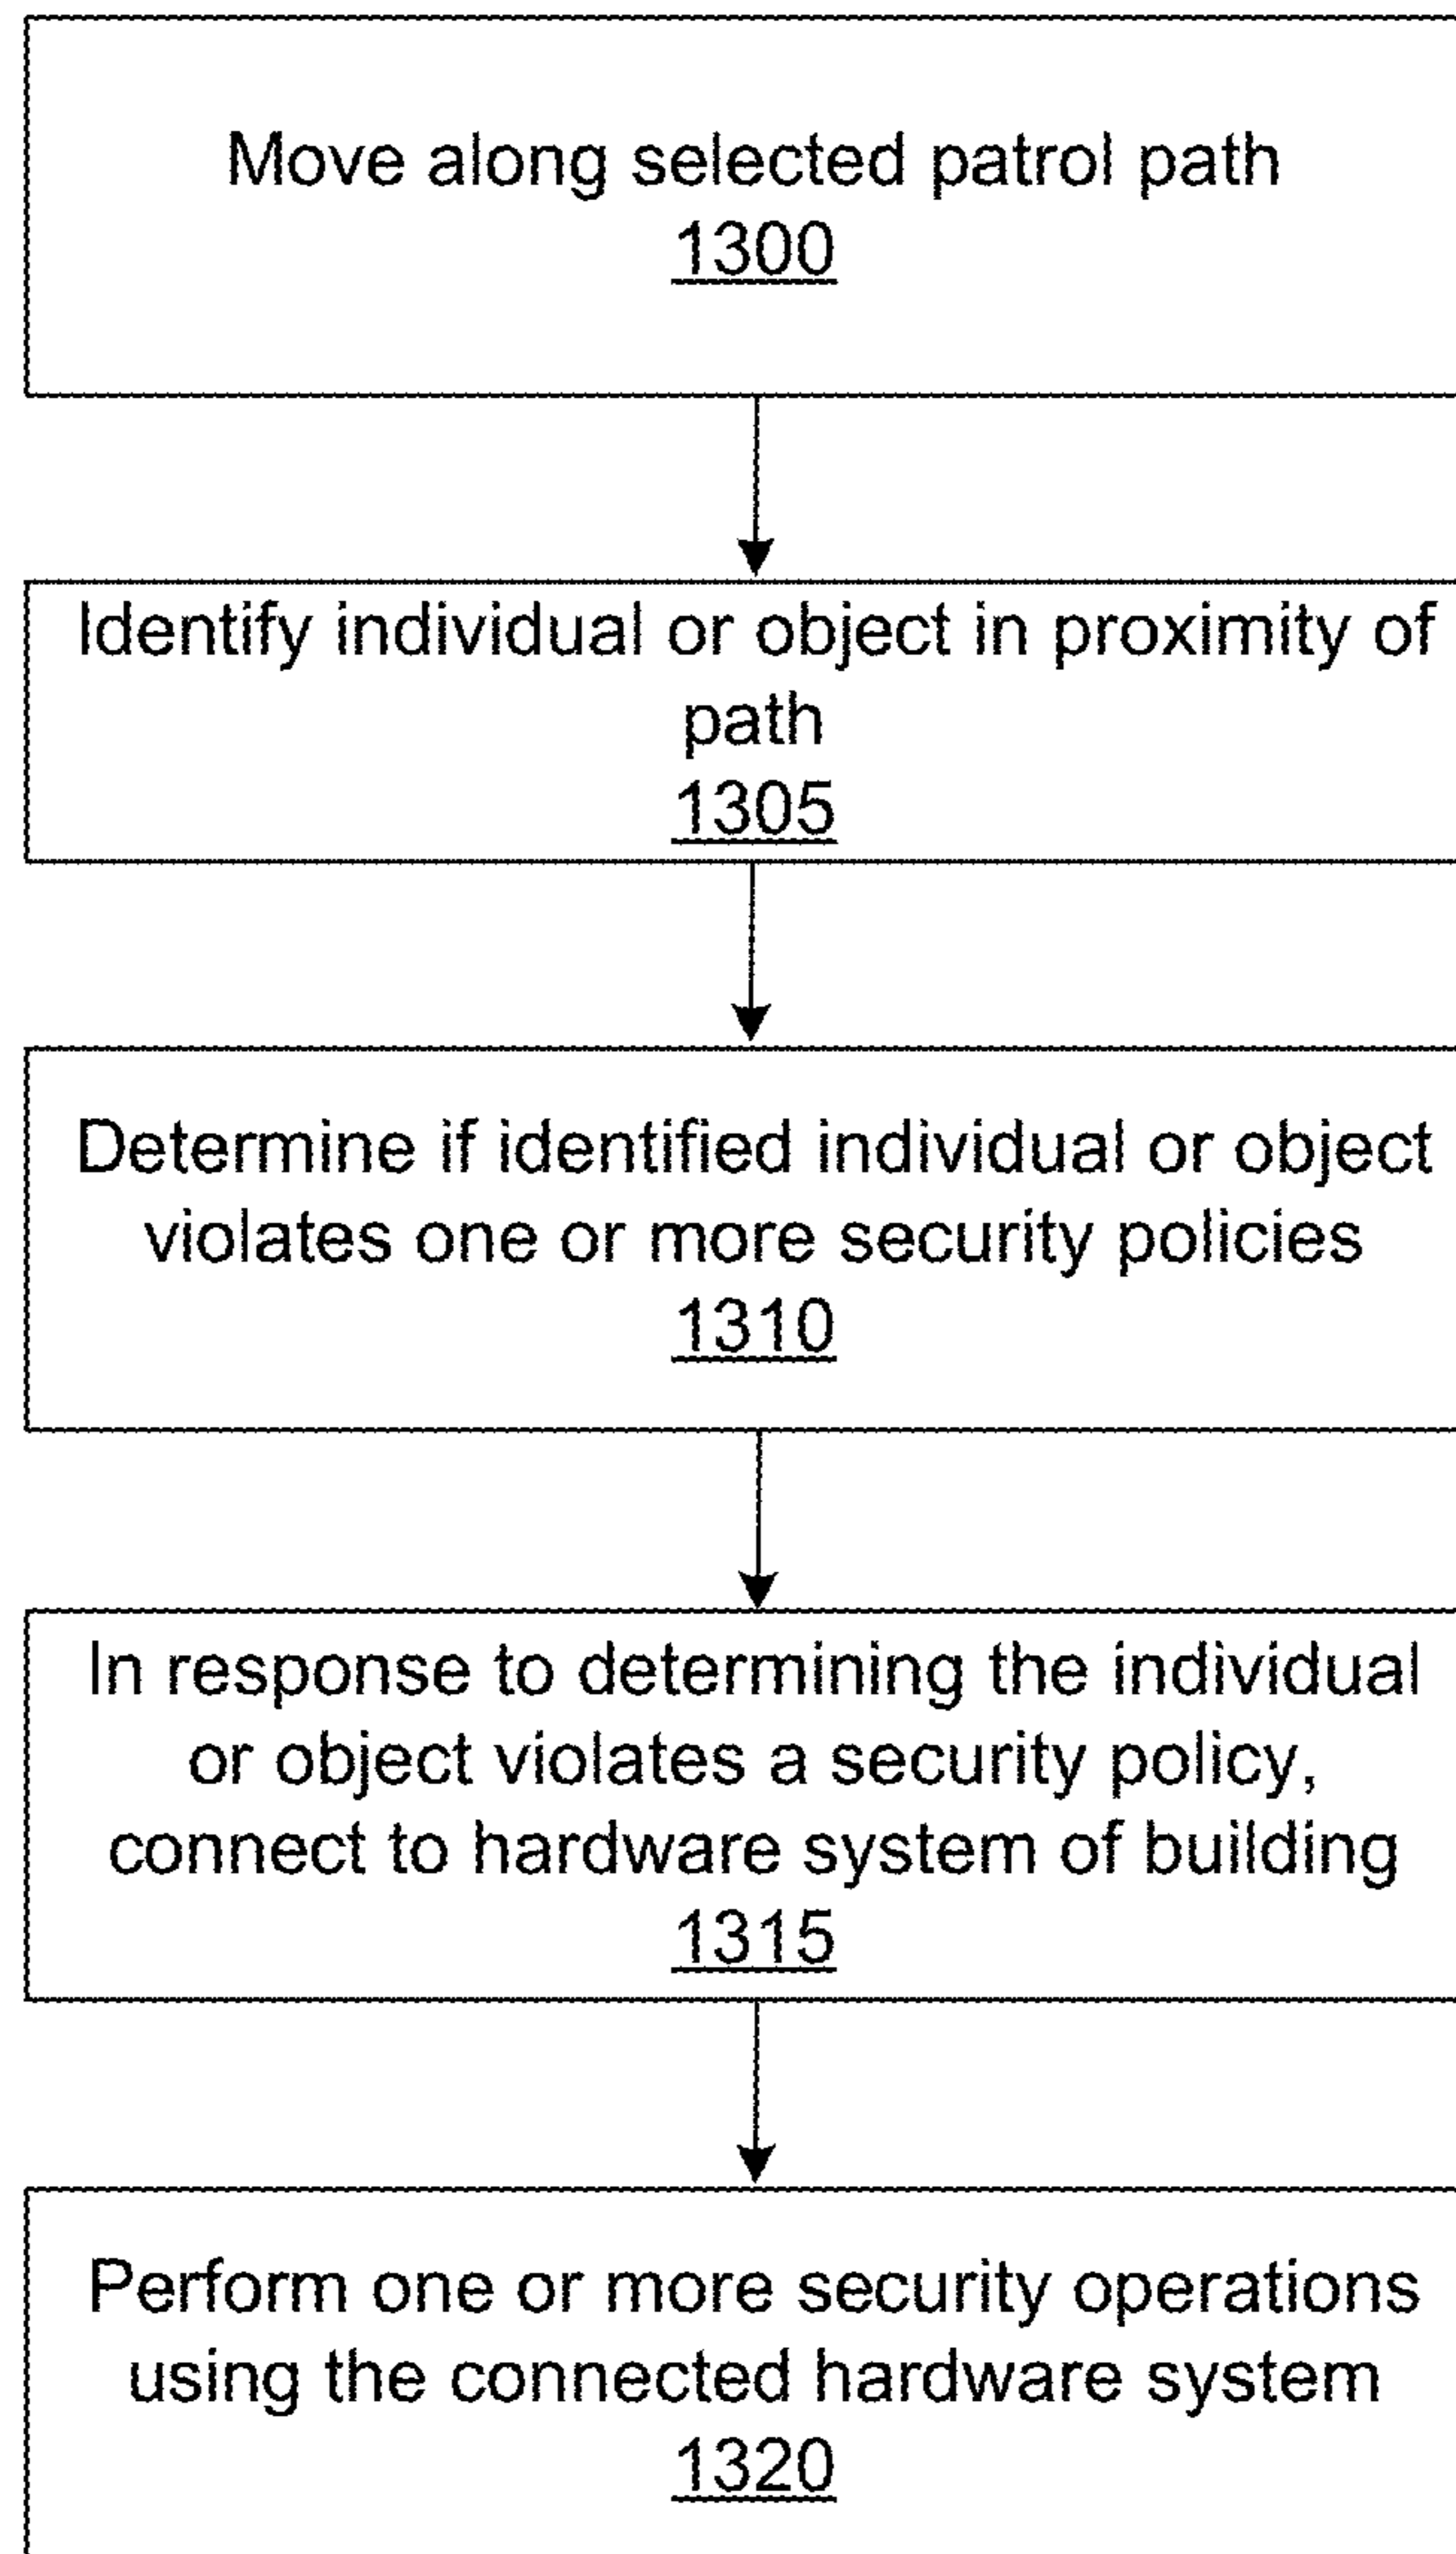 Move along selected patrol path
1300
Identify individual or object in proximity of
path
1305
Determine if identified individual or object
violates one or more security policies
1310
In response to determining the individual
or object violates a security policy,
connect to hardware system of building
1315
Perform one or more security operations
using the connected hardware system
1320